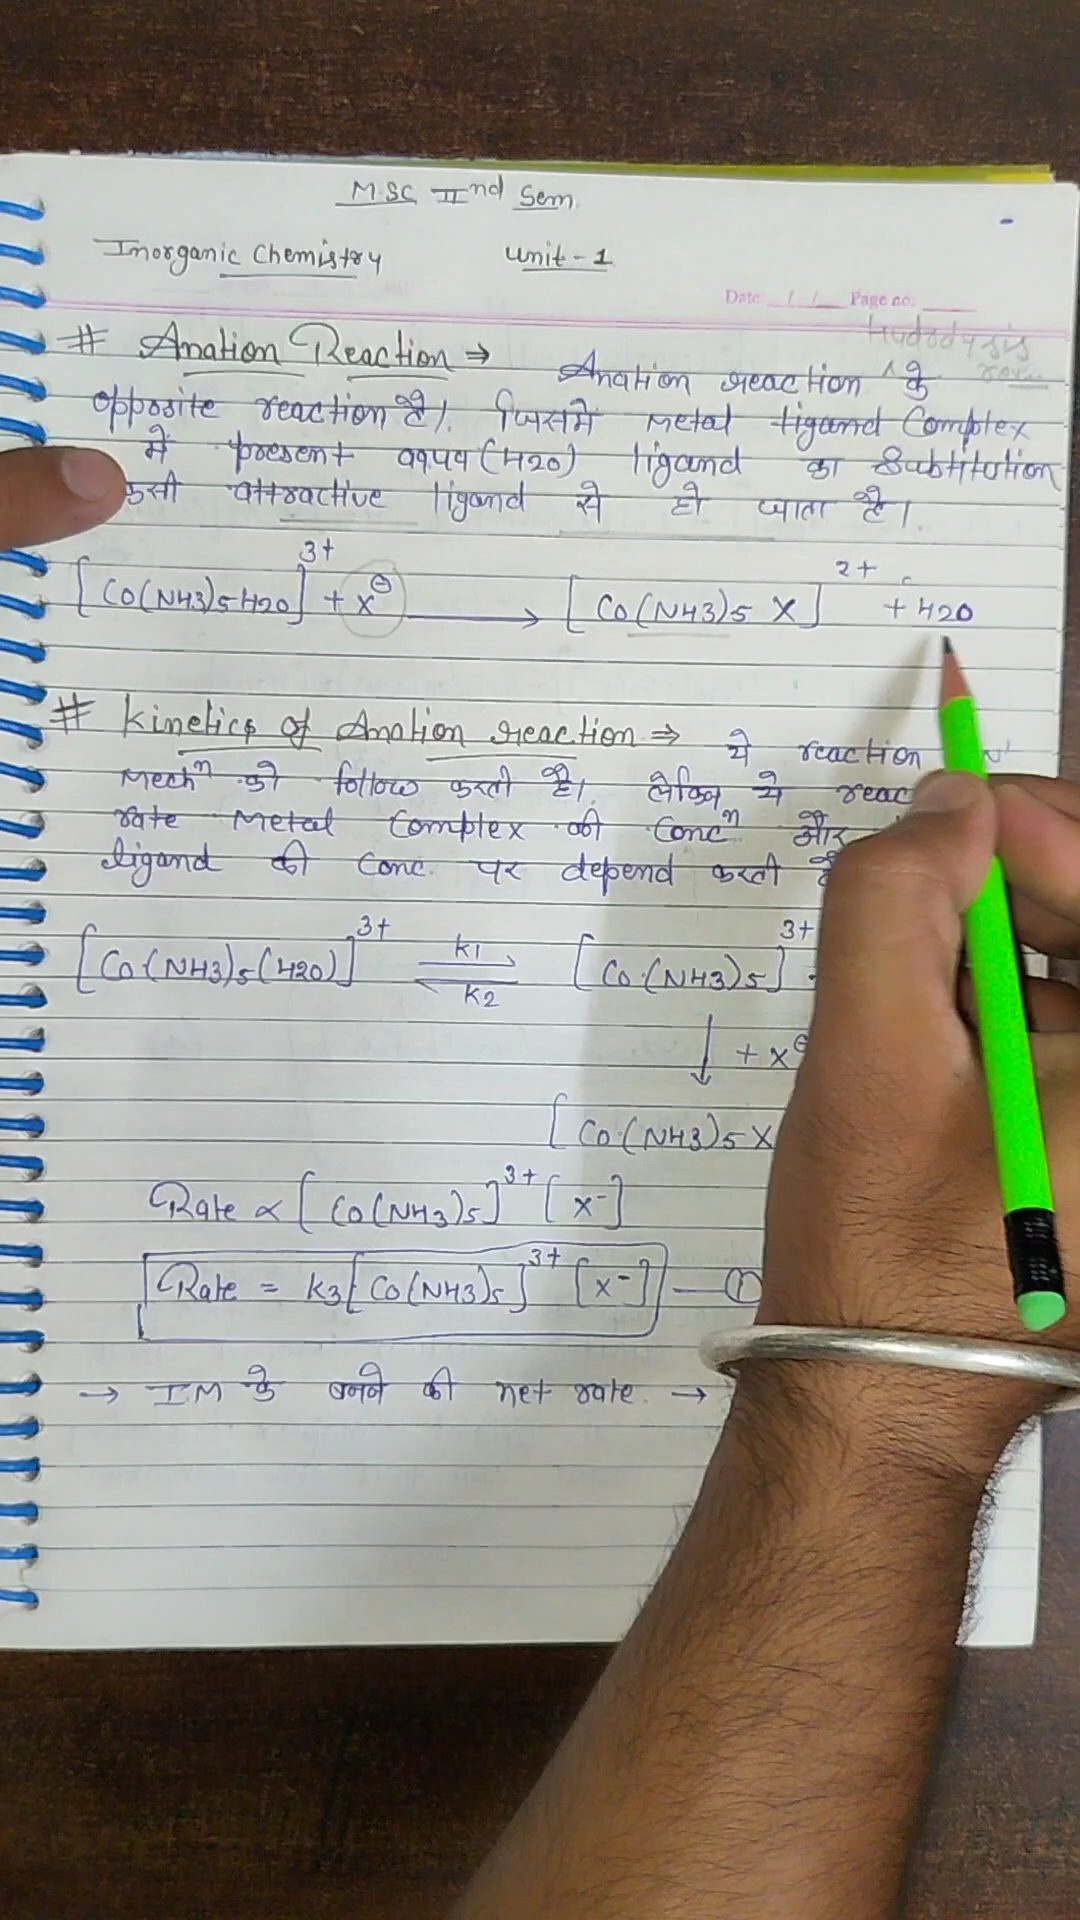 M.SC IInd Sem.
Inorganic Chemistry Unit-1
Date / / Page no.
Hydrolysis
# Anation Reaction ⇒ Anation reaction ^ के
opposite reaction है। जिसमें metal ligand Complex
में present aqua (H2O) ligand का Substitution
किसी attractive ligand से हो जाता है।
[CO(NH3)5H2O]3+ + x⊖ → [CO(NH3)5 X]2+ + H2O
# Kinetics of Anation reaction ⇒ ये reaction
Mechn को follow करती है। लेकिन ये reac
rate metal Complex की Concn और
ligand की Conc. पर depend करती
[CO(NH3)5(H2O)]3+ ⇌ K1 K2 [CO(NH3)5]3+
↓ + x⊖
[CO(NH3)5X
Rate ∝ [CO(NH3)5]3+ [x-]
Rate = K3[CO(NH3)5]3+ [x-] — ①
→ IM के बनने की net rate. →